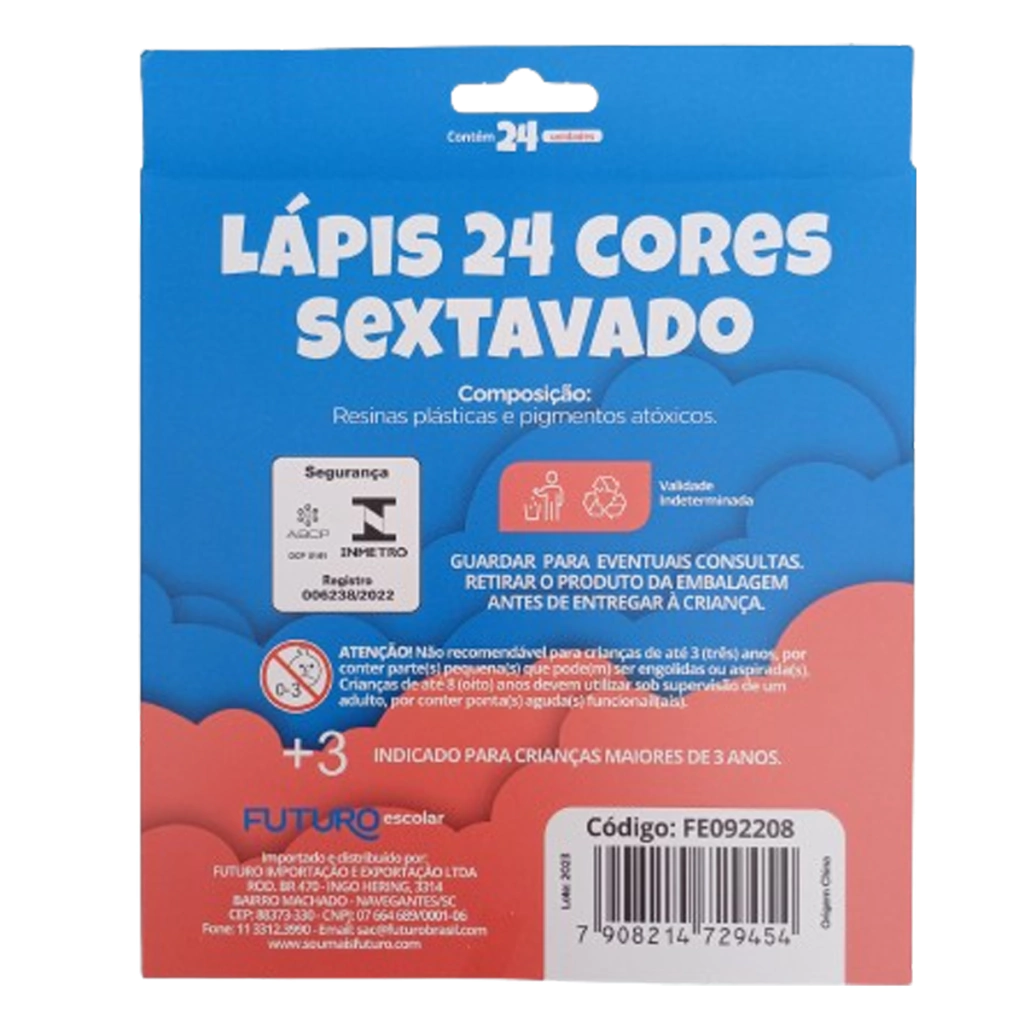 Contém 24 unidades
LÁPIS 24 CORES
SEXTAVADO
Composição:
Resinas plásticas e pigmentos atóxicos.
Segurança
ABCP
OCP 0145
INMETRO
Registro
006238/2022
Validade
Indeterminada
GUARDAR PARA EVENTUAIS CONSULTAS.
RETIRAR O PRODUTO DA EMBALAGEM
ANTES DE ENTREGAR À CRIANÇA.
0-3
ATENÇÃO! Não recomendável para crianças de até 3 (três) anos, por
conter parte(s) pequena(s) que pode(m) ser engolidas ou aspirada(s).
Crianças de até 8 (oito) anos devem utilizar sob supervisão de um
adulto, por conter ponta(s) aguda(s) funcional(ais).
+3 INDICADO PARA CRIANÇAS MAIORES DE 3 ANOS.
FUTURO escolar
Importado e distribuído por:
FUTURO IMPORTAÇÃO E EXPORTAÇÃO LTDA
ROD. BR 470 - INGO HERING, 3314
BAIRRO MACHADO - NAVEGANTES/SC
CEP: 88373-330 - CNPJ: 07 664 689/0001-06
Fone: 11 3312.3990 - Email: sac@futurobrasil.com
www.soumaisfuturo.com
Código: FE092208
Lote: 2023
Origem: China
7 908214 729454